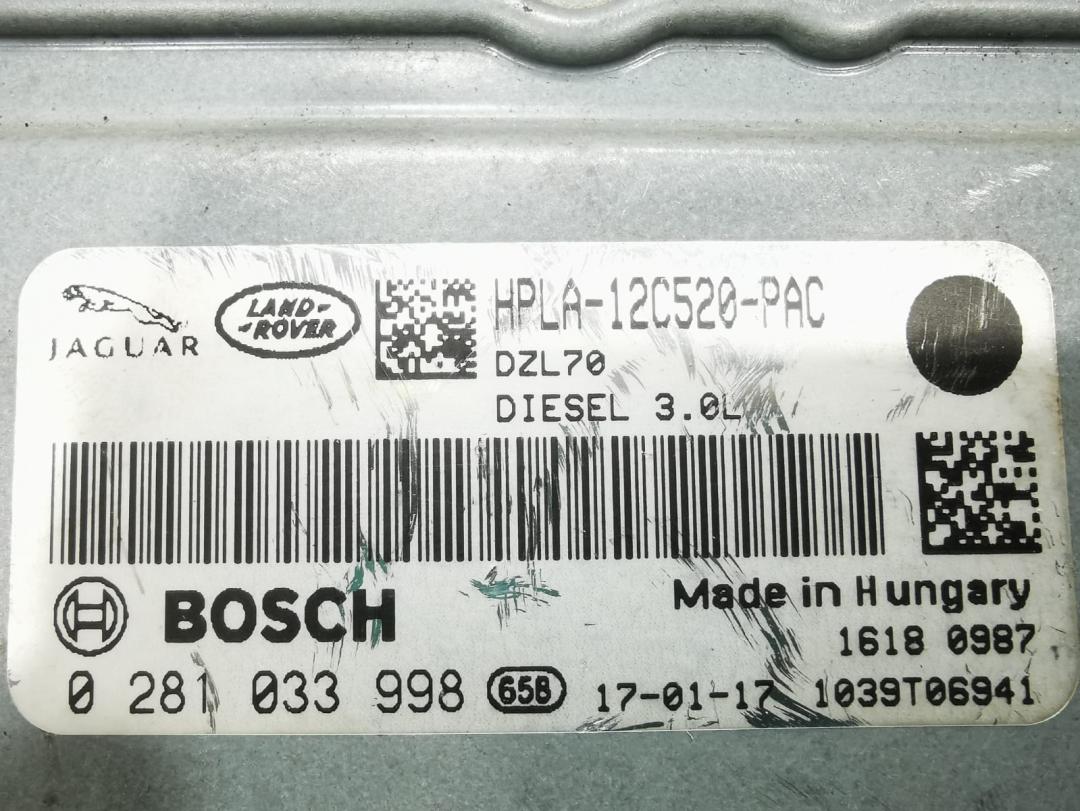 JAGUAR
LAND-
-ROVER
HPLA-12C520-PAC
DZL70
DIESEL 3.0L
BOSCH
Made in Hungary
1618 0987
0 281 033 998
65B
17-01-17
1039T06941